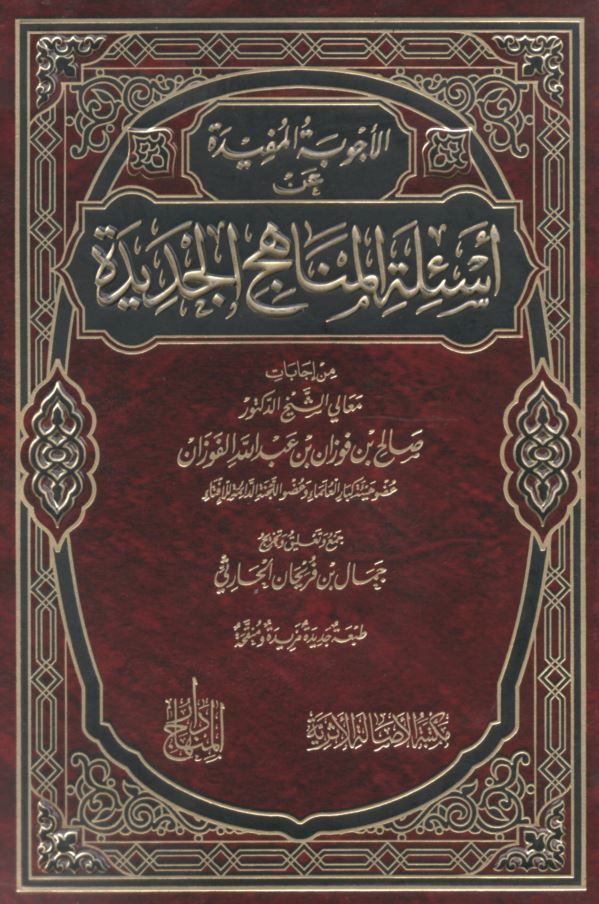 الأجوبة المفيدة
عن
أسئلة المناهج الجديدة
من إجابات
معالي الشيخ الدكتور
صالح بن فوزان بن عبد الله الفوزان
عضو هيئة كبار العلماء وعضو اللجنة الدائمة للإفتاء
جمع وتعليق وتخريج
جمال بن فريحان الحارثي
طبعة جديدة مزيدة ومنقحة
مكتبة الأصالة الأثرية
دار المنهاج